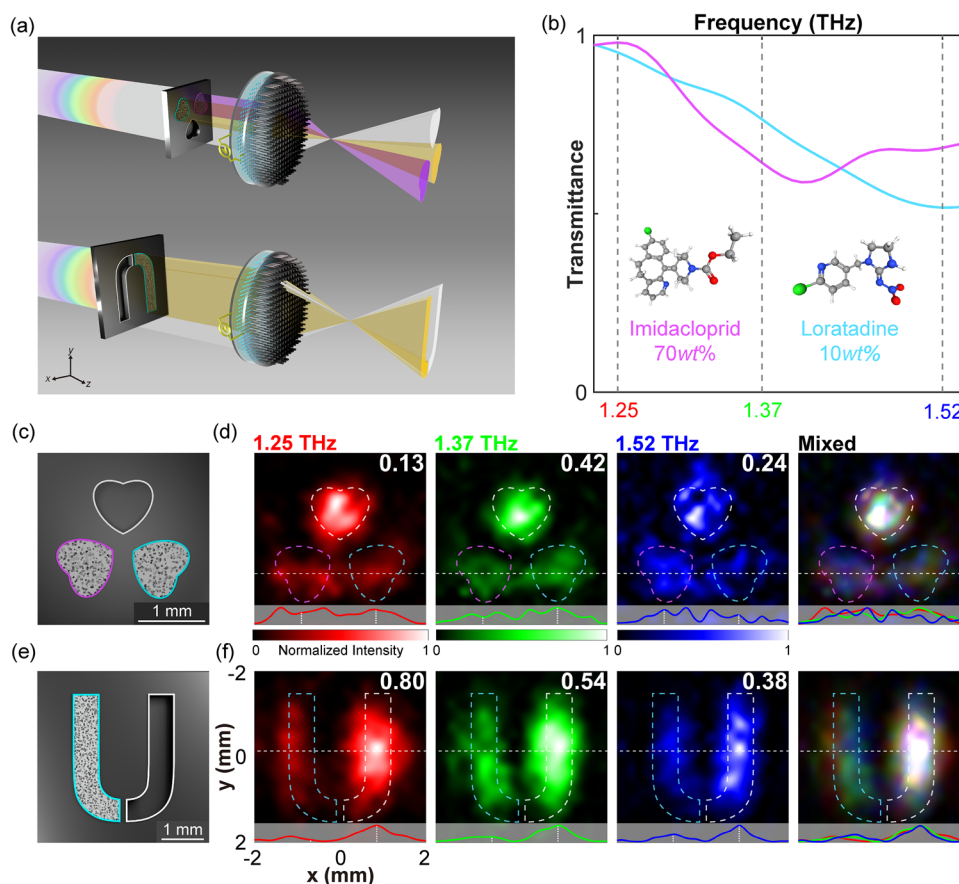 (a)
y
x
z
(b)
Frequency (THz)
1
Transmittance
Imidacloprid
70wt%
Loratadine
10wt%
0
1.25
1.37
1.52
(c)
1 mm
(d)
1.25 THz
0.13
1.37 THz
0.42
1.52 THz
0.24
Mixed
0 Normalized Intensity 1
0 1
0 1
(e)
1 mm
(f)
-2
0
2
y (mm)
0.80
0.54
0.38
-2 0 2
x (mm)